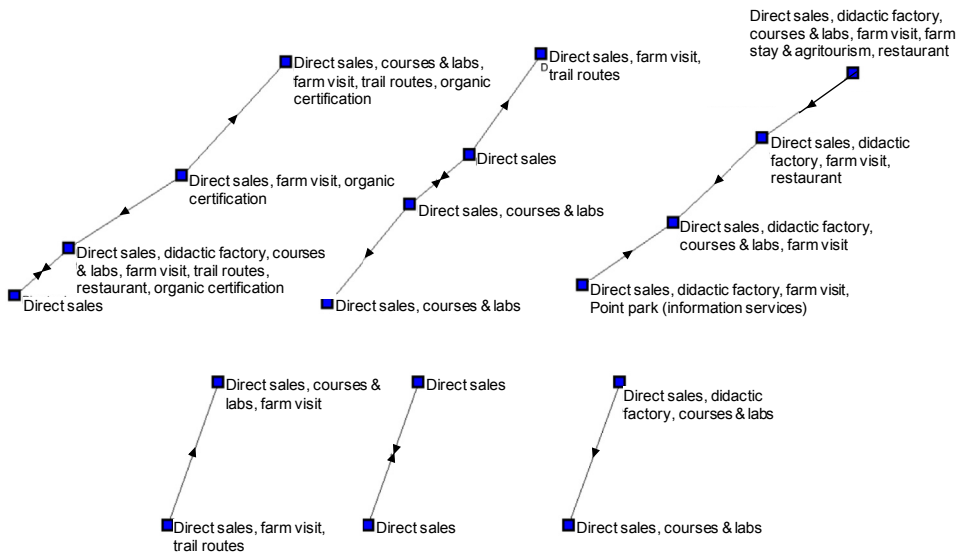 Direct sales, didactic factory,
courses & labs, farm visit, farm
stay & agritourism, restaurant
Direct sales, courses & labs,
farm visit, trail routes, organic
certification
Direct sales, farm visit,
trail routes
D
Direct sales, didactic
factory, farm visit,
restaurant
Direct sales
Direct sales, farm visit, organic
certification
Direct sales, courses & labs
Direct sales, didactic factory,
courses & labs, farm visit
Direct sales, didactic factory, courses
& labs, farm visit, trail routes,
restaurant, organic certification
Direct sales
Direct sales, courses & labs
Direct sales, didactic factory, farm visit,
Point park (information services)
Direct sales, courses &
labs, farm visit
Direct sales
Direct sales, didactic
factory, courses & labs
Direct sales, farm visit,
trail routes
Direct sales
Direct sales, courses & labs